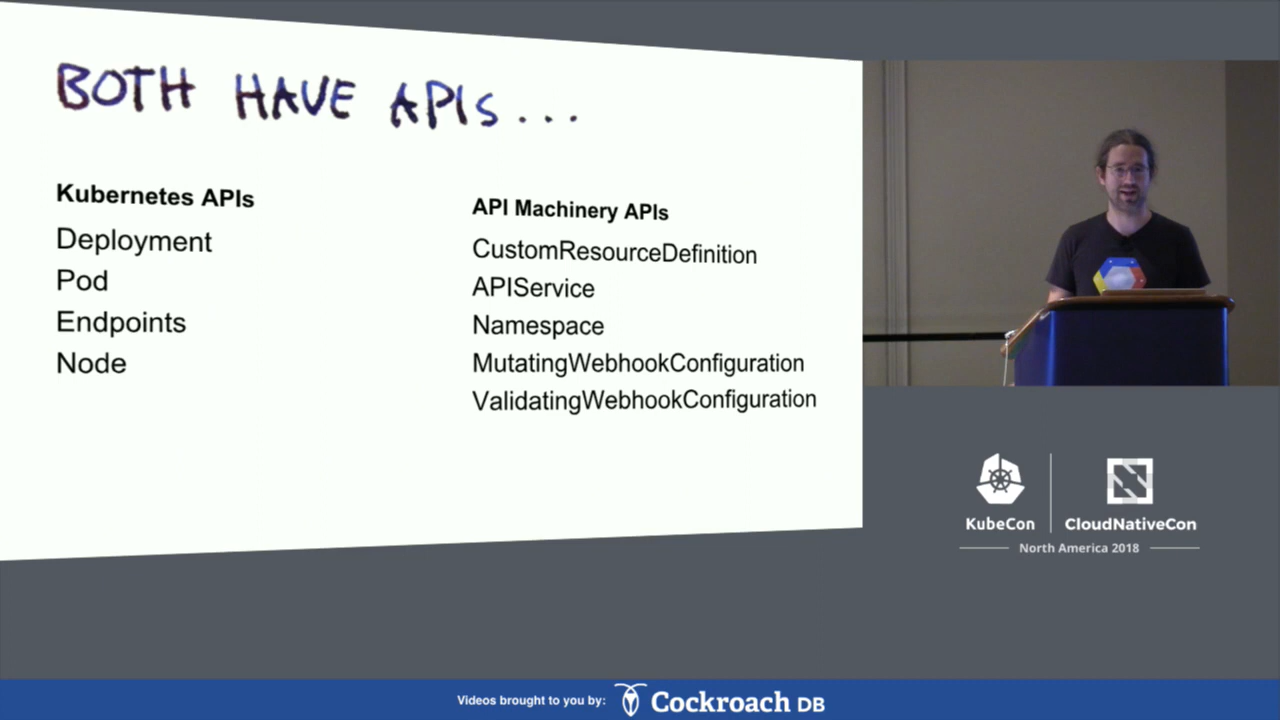 BOTH HAVE APIs...
Kubernetes APIs
Deployment
Pod
Endpoints
Node
API Machinery APIs
CustomResourceDefinition
APIService
Namespace
MutatingWebhookConfiguration
ValidatingWebhookConfiguration
KubeCon
CloudNativeCon
North America 2018
Videos brought to you by:
Cockroach DB